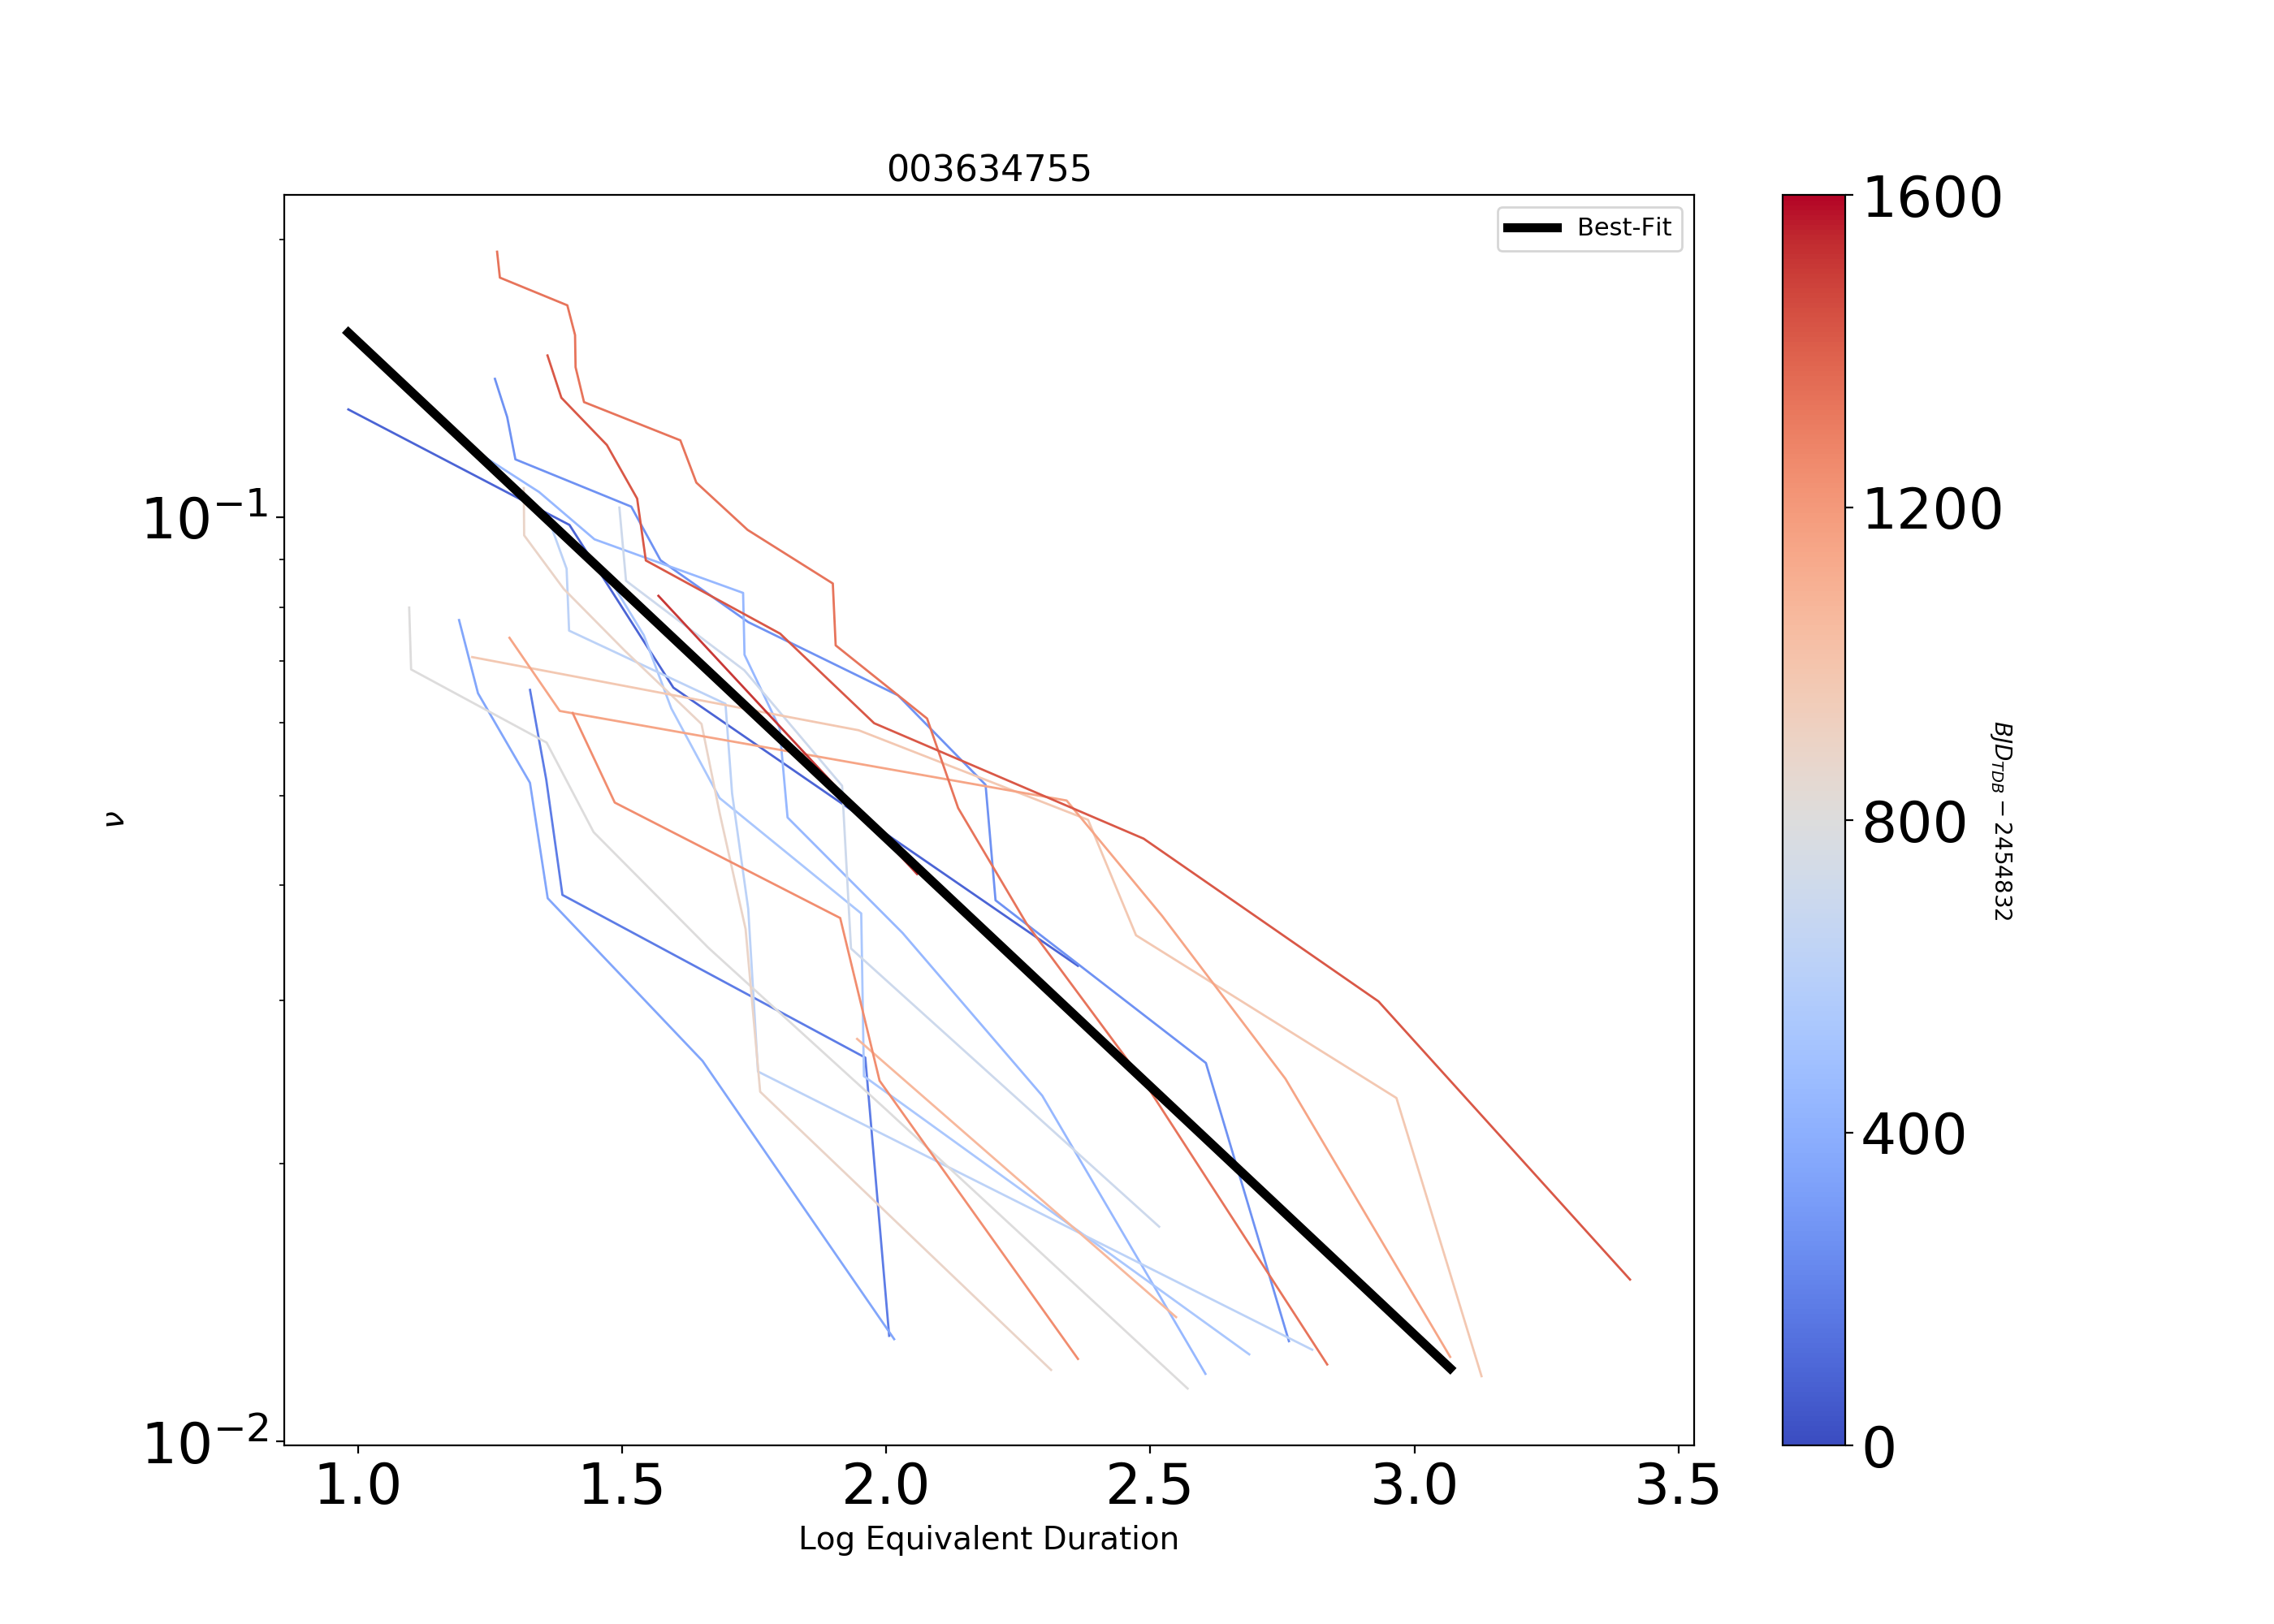 003634755
Best-Fit
ν
10⁻¹
10⁻²
1.0 1.5 2.0 2.5 3.0 3.5
Log Equivalent Duration
1600
1200
800
400
0
BJD_TDB − 2454832